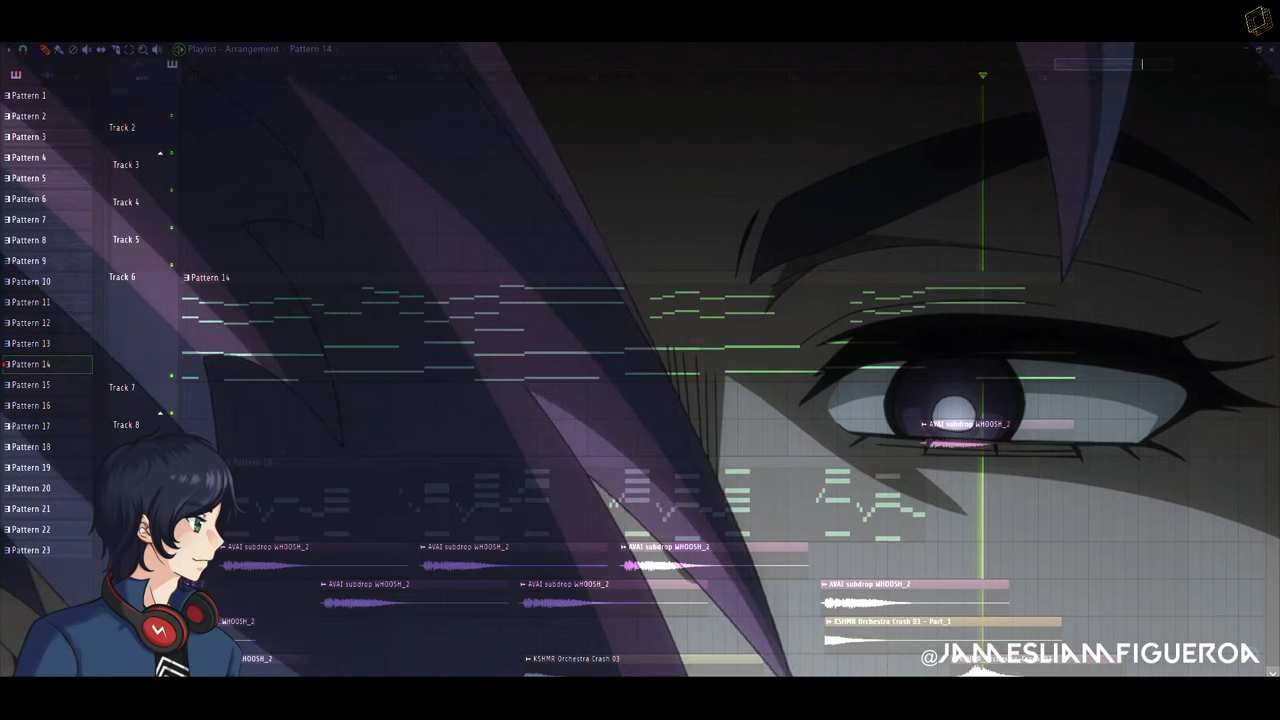 Playlist - Arrangement Pattern 14
Pattern 1
Pattern 2
Track 2
Pattern 3
Pattern 4
Track 3
Pattern 5
Pattern 6
Track 4
Pattern 7
Pattern 8
Track 5
Pattern 9
Pattern 10
Track 6
Pattern 14
Pattern 11
Pattern 12
Pattern 13
Pattern 14
Pattern 15
Track 7
Pattern 16
Pattern 17
Track 8
AVAI subdrop WHOOSH_2
Pattern 18
Pattern 19
Pattern 20
Pattern 21
Pattern 22
Pattern 23
AVAI subdrop WHOOSH_2
AVAI subdrop WHOOSH_2
AVAI subdrop WHOOSH_2
AVAI subdrop WHOOSH_2
AVAI subdrop WHOOSH_2
AVAI subdrop WHOOSH_2
WHOOSH_2
KSHMR Orchestra Crash 03 - Part_1
OOSH_2
KSHMR Orchestra Crash 03
@JAMESLIAMFIGUEROA